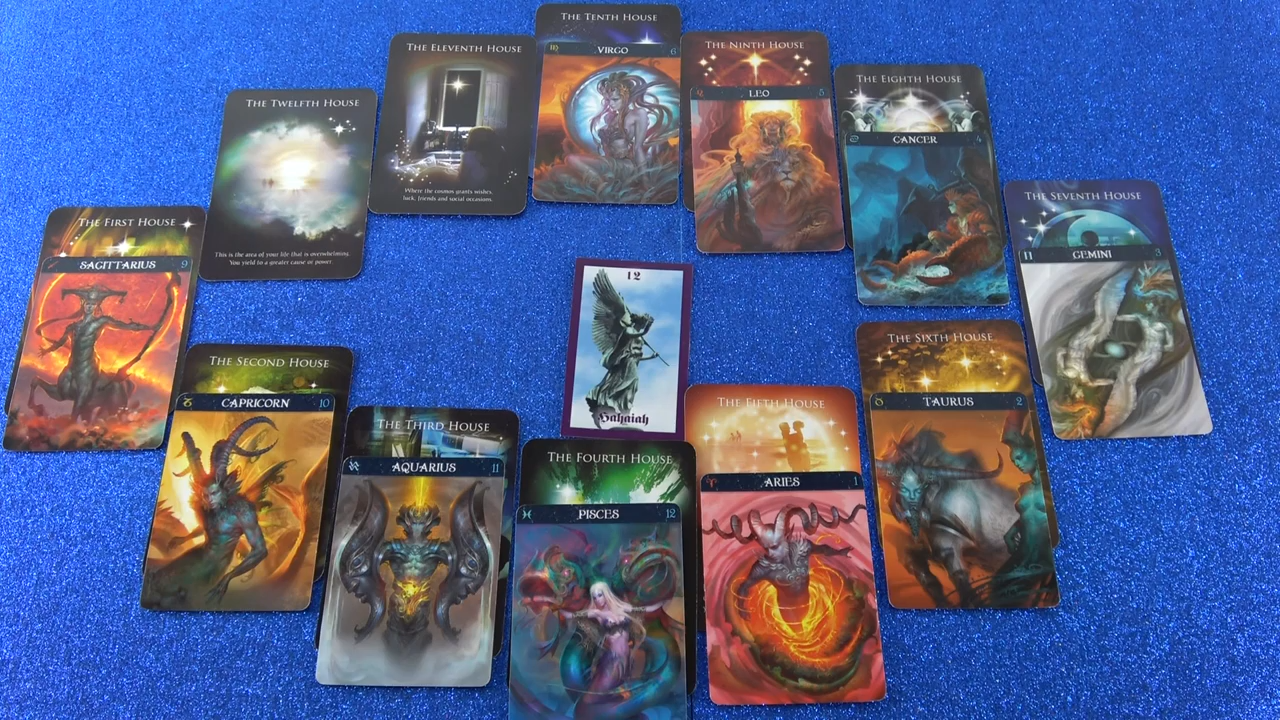 THE TENTH HOUSE
VIRGO 6
THE ELEVENTH HOUSE
Where the cosmos grants wishes,
luck, friends and social occasions.
THE NINTH HOUSE
LEO 5
THE EIGHTH HOUSE
CANCER 4
THE TWELFTH HOUSE
This is the area of your life that is overwhelming.
You yield to a greater cause or power.
THE SEVENTH HOUSE
GEMINI 3
THE FIRST HOUSE
SAGITTARIUS 9
12
Hahaiah
THE SECOND HOUSE
CAPRICORN 10
THE THIRD HOUSE
AQUARIUS 11
THE FOURTH HOUSE
PISCES 12
THE FIFTH HOUSE
ARIES 1
THE SIXTH HOUSE
TAURUS 2